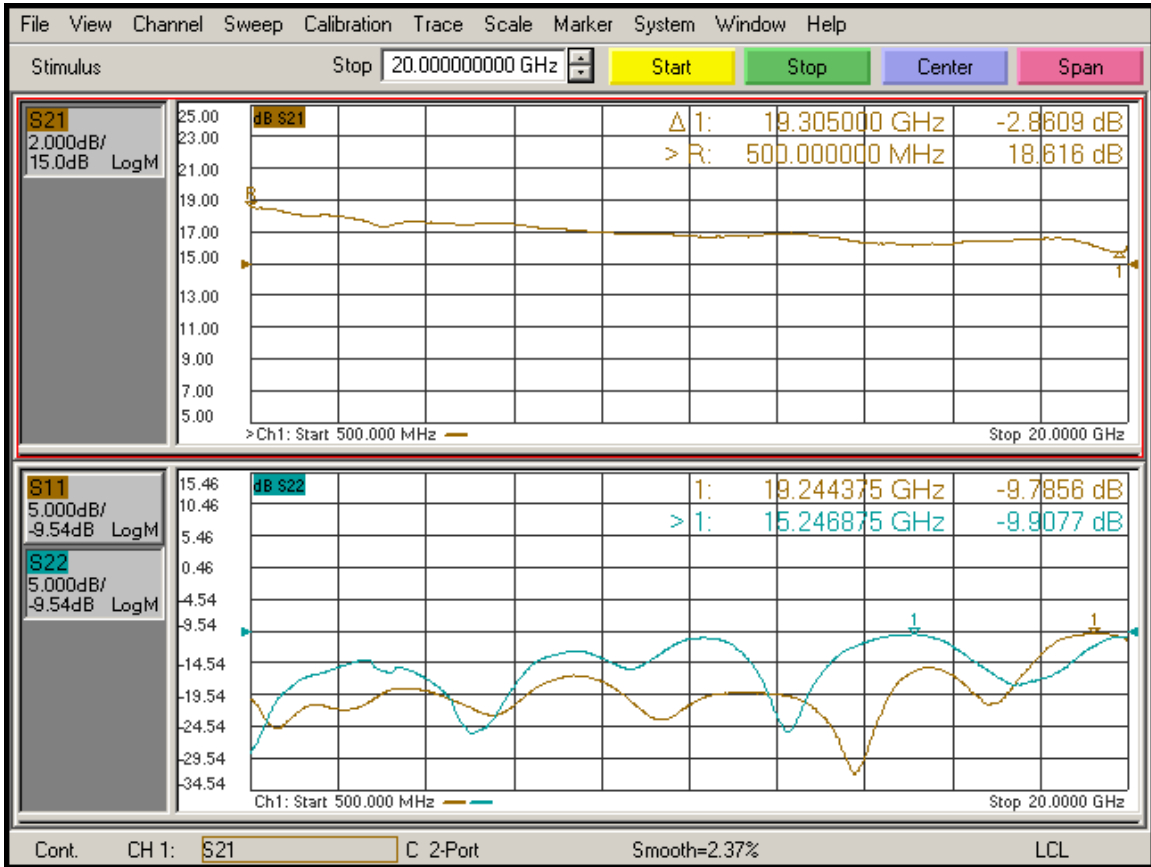 File View Channel Sweep Calibration Trace Scale Marker System Window Help
Stimulus Stop 20.000000000 GHz Start Stop Center Span
S21
2.000dB/
15.0dB LogM
25.00
23.00
21.00
19.00
17.00
15.00
13.00
11.00
9.00
7.00
5.00
dB S21
Δ 1: 19.305000 GHz -2.8609 dB
> R: 500.000000 MHz 18.616 dB
R
1
>Ch1: Start 500.000 MHz Stop 20.0000 GHz
S11
5.000dB/
-9.54dB LogM
S22
5.000dB/
-9.54dB LogM
15.46
10.46
5.46
0.46
-4.54
-9.54
-14.54
-19.54
-24.54
-29.54
-34.54
dB S22
1: 19.244375 GHz -9.7856 dB
> 1: 15.246875 GHz -9.9077 dB
1 1
Ch1: Start 500.000 MHz Stop 20.0000 GHz
Cont. CH 1: S21 C 2-Port Smooth=2.37% LCL